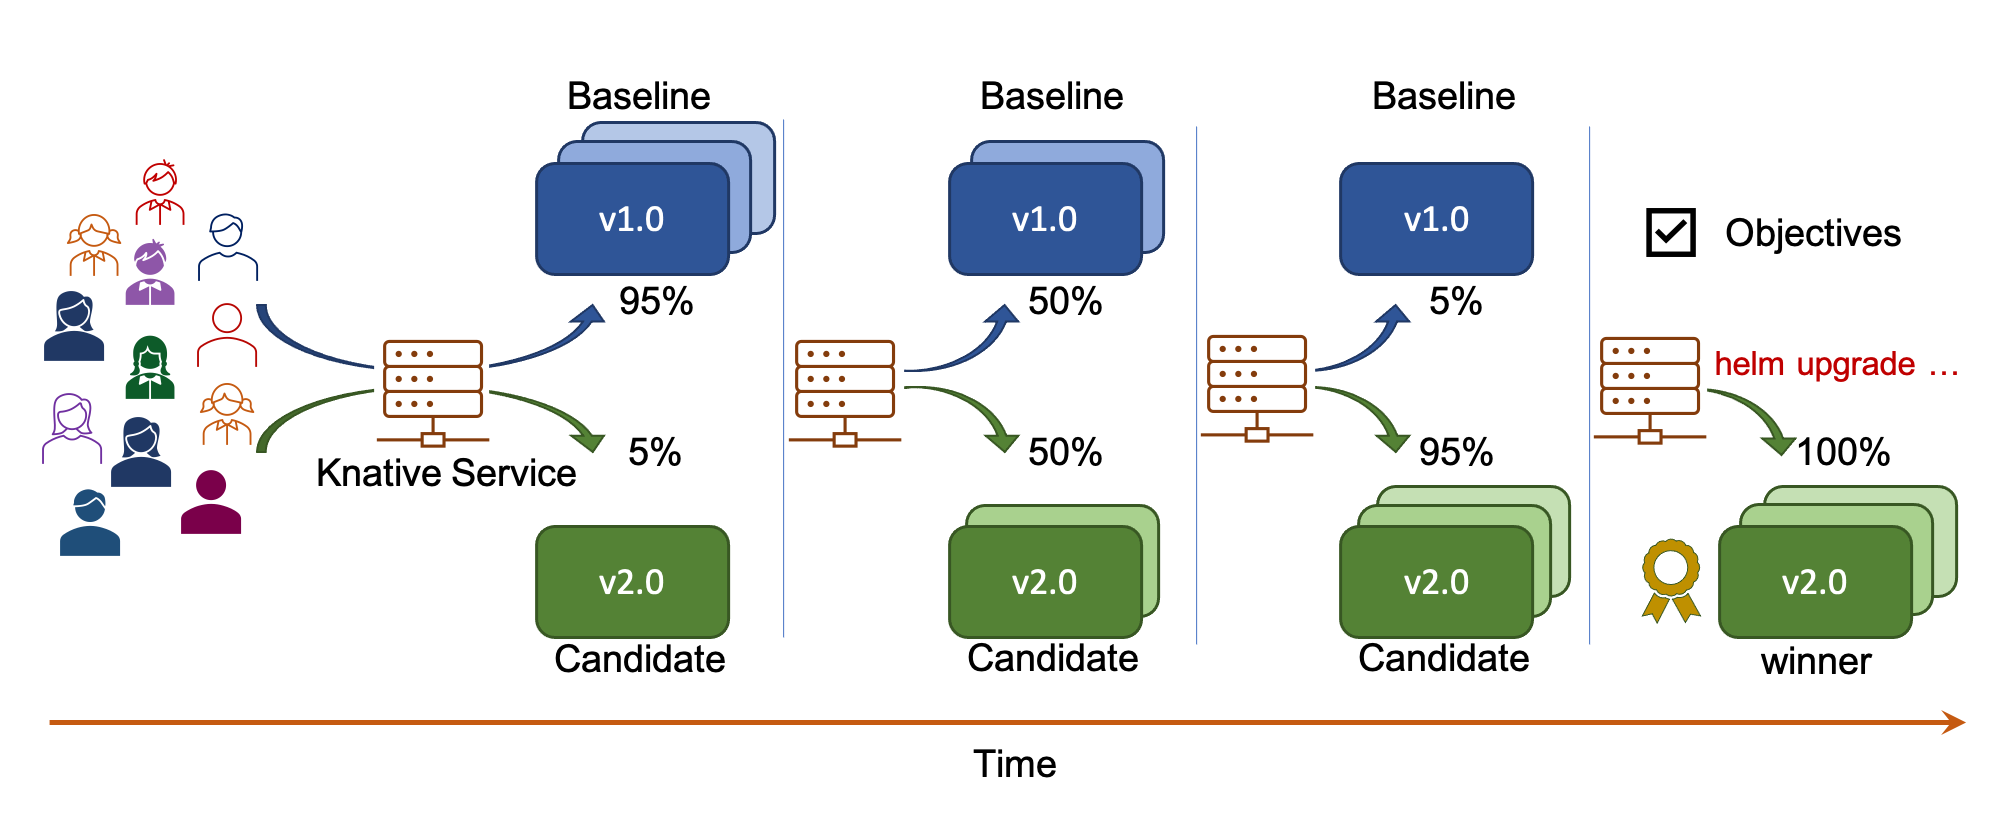 Baseline
v1.0
95%
Knative Service
5%
v2.0
Candidate
Baseline
v1.0
50%
50%
v2.0
Candidate
Baseline
v1.0
5%
95%
v2.0
Candidate
Objectives
helm upgrade …
100%
v2.0
winner
Time